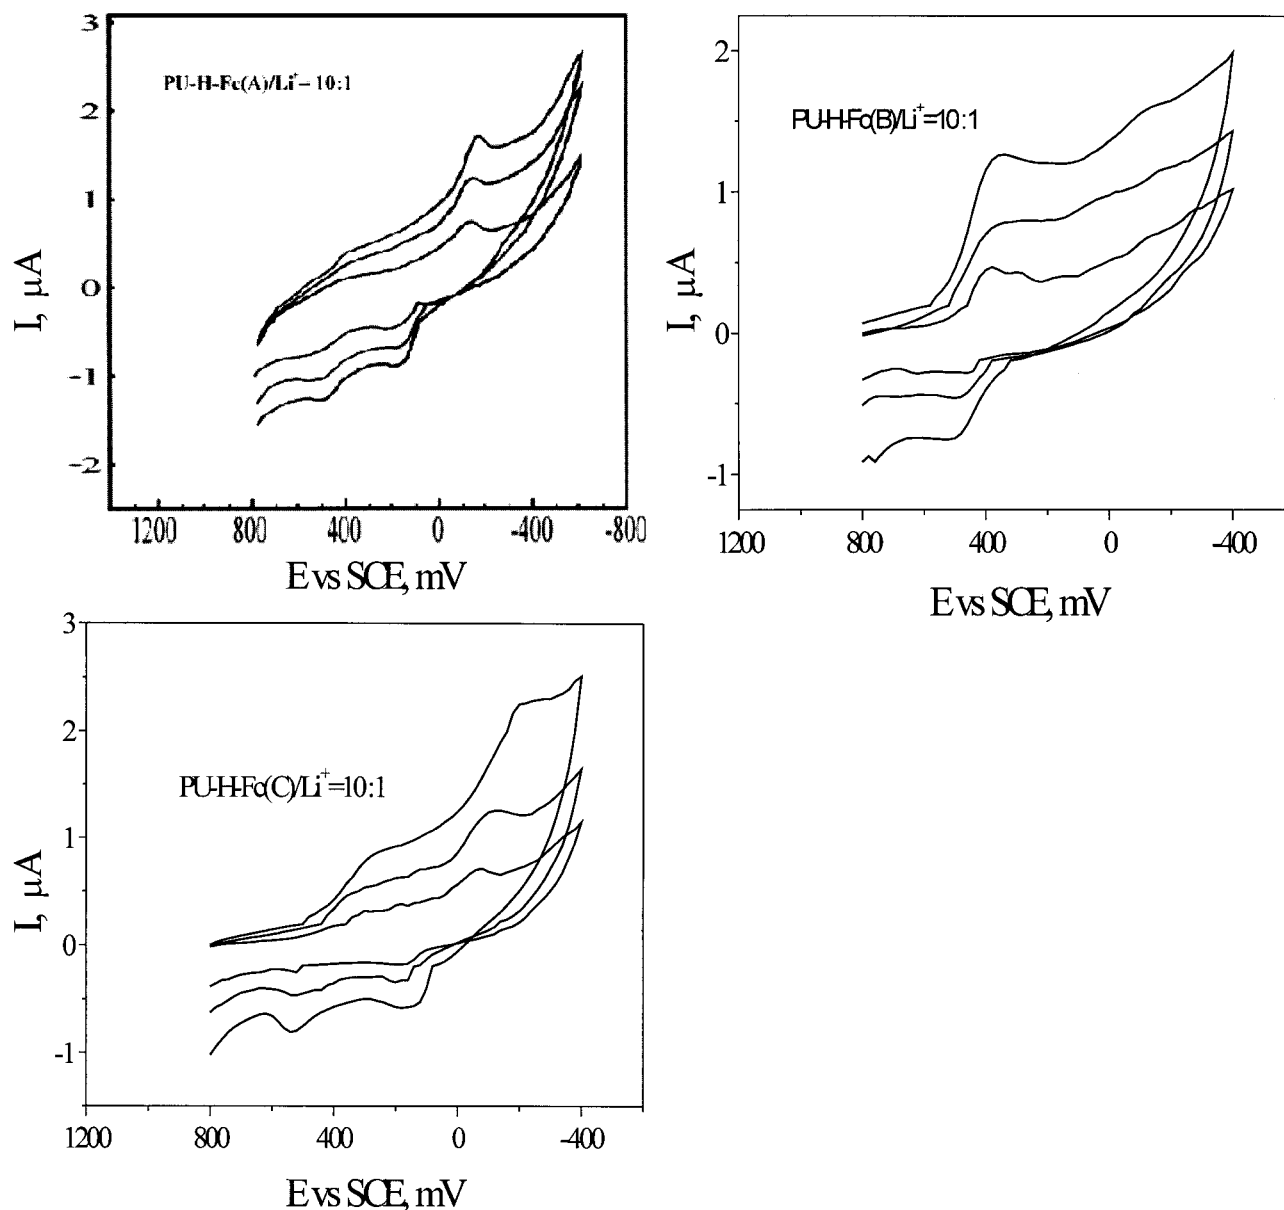 3
2
1
0
-1
-2
I, μA
PU-H-Fc(A)/Li+ = 10:1
1200 800 400 0 -400 -800
E vs SCE, mV
2
1
0
-1
I, μA
PU-H-Fc(B)/Li+=10:1
1200 800 400 0 -400
E vs SCE, mV
3
2
1
0
-1
I, μA
PU-H-Fc(C)/Li+=10:1
1200 800 400 0 -400
E vs SCE, mV